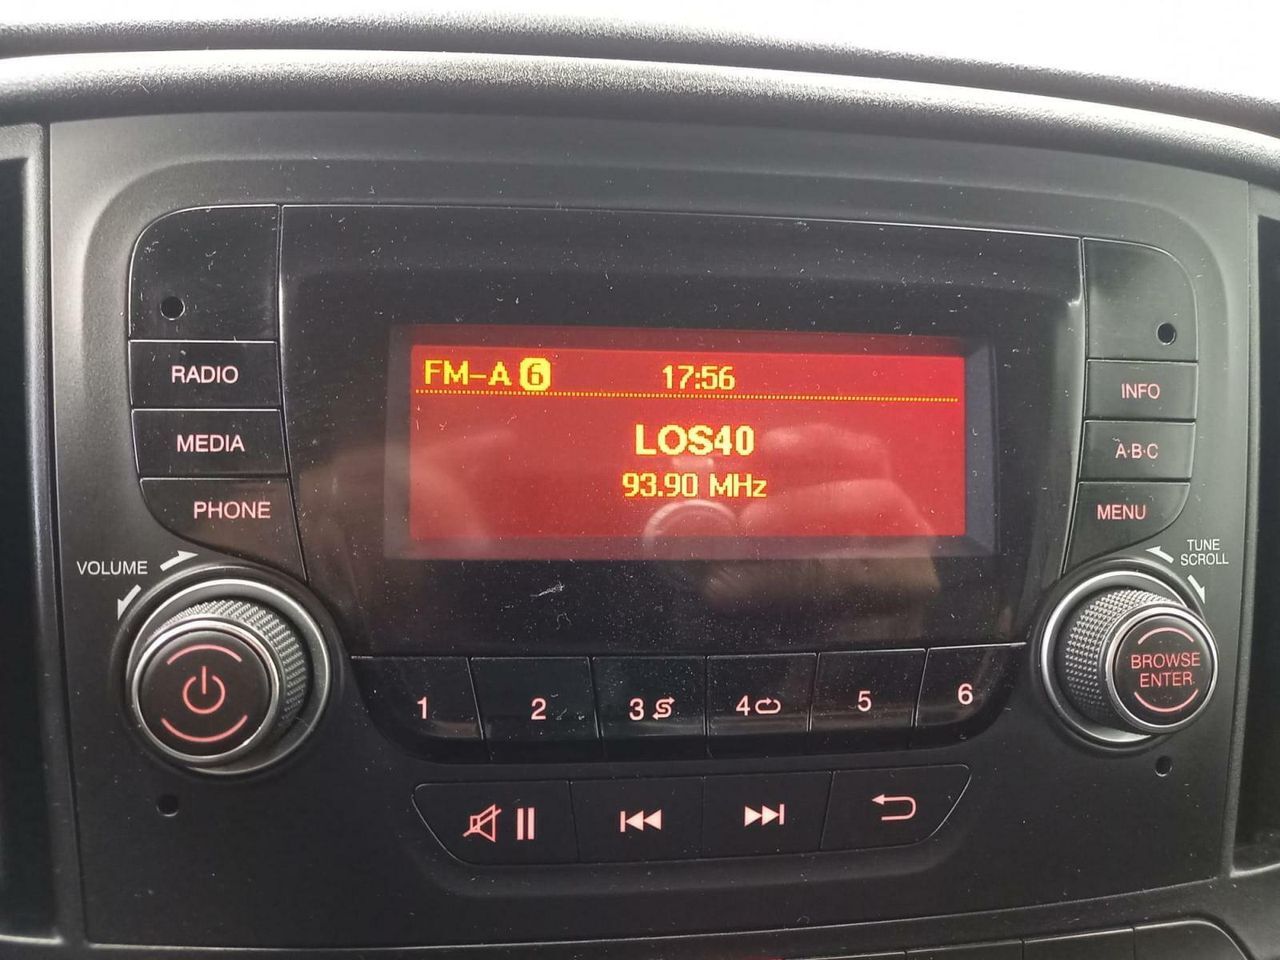 FM-A 6 17:56
LOS40
93.90 MHz
RADIO
MEDIA
PHONE
VOLUME
INFO
A·B·C
MENU
TUNE
SCROLL
BROWSE
ENTER
1 2 3 4 5 6